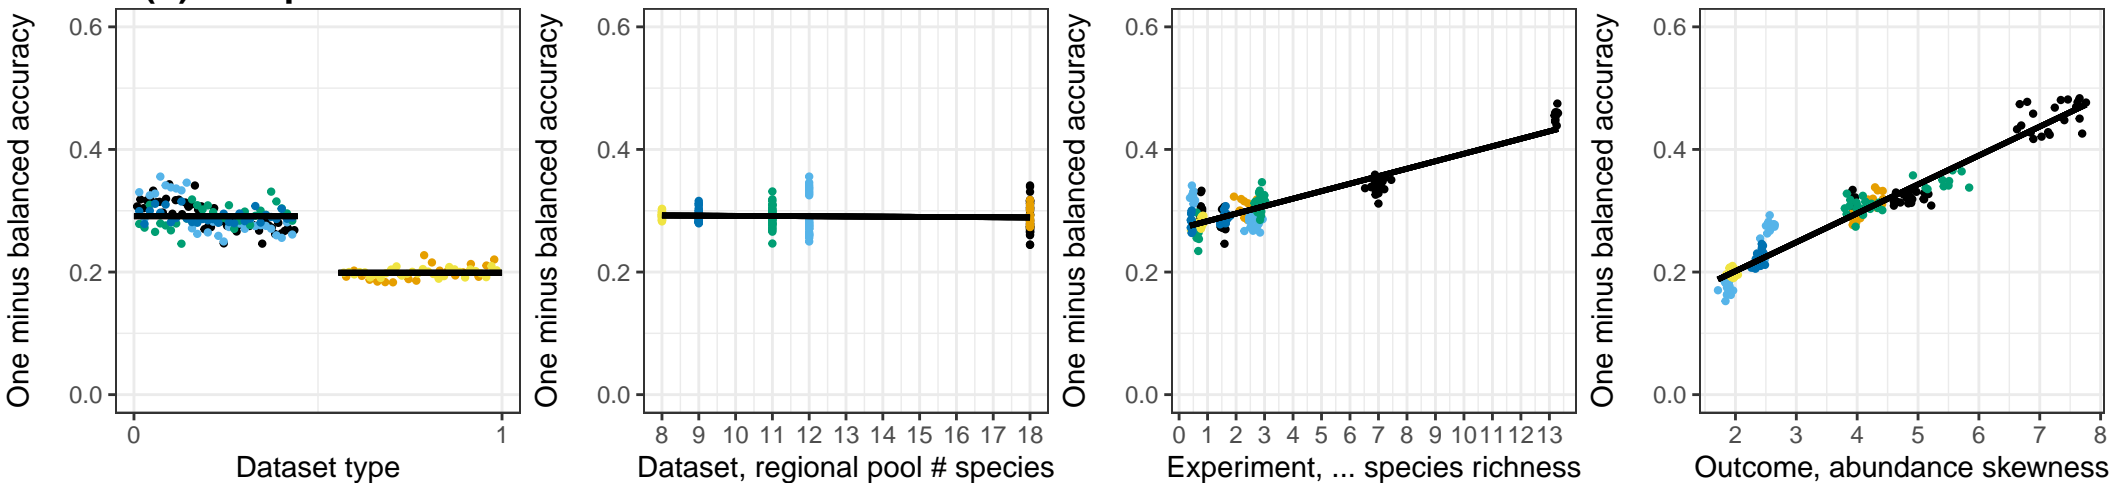 One minus balanced accuracy
0.6
0.4
0.2
0.0
0 1
Dataset type
One minus balanced accuracy
0.6
0.4
0.2
0.0
8 9 10 11 12 13 14 15 16 17 18
Dataset, regional pool # species
One minus balanced accuracy
0.6
0.4
0.2
0.0
0 1 2 3 4 5 6 7 8 9 10 11 12 13
Experiment, ... species richness
One minus balanced accuracy
0.6
0.4
0.2
0.0
2 3 4 5 6 7 8
Outcome, abundance skewness